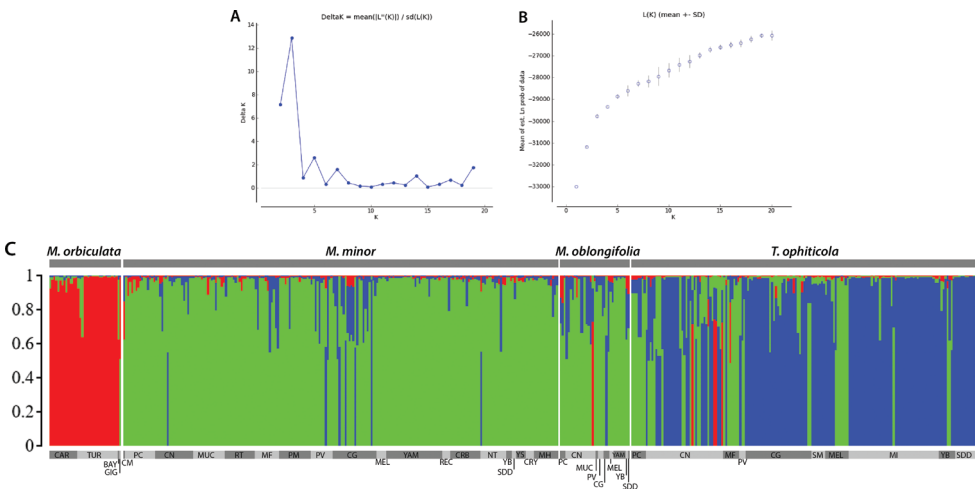 A
DeltaK = mean(|L"(K)|) / sd(L(K))
14
12
10
8
6
4
2
0
Delta K
5
10
15
20
K
B
L(K) (mean +- SD)
−26000
−27000
−28000
−29000
−30000
−31000
−32000
−33000
Mean of est. Ln prob of data
0
5
10
15
20
K
C
M. orbiculata M. minor M. oblongifolia T. ophiticola
1
0.8
0.6
0.4
0.2
0
CAR TUR PC CN MUC RT MF PM PV CG YAM CRB NT YS MH CN YAM PC CN MF CG SM MEL MI YB SDD
BAY CM MEL REC YB CRY PC MEL PV
GIG SDD MUC YB
PV SDD
CG